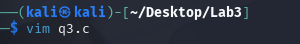 ──(kali㉿kali)-[~/Desktop/Lab3]
─$ vim q3.c